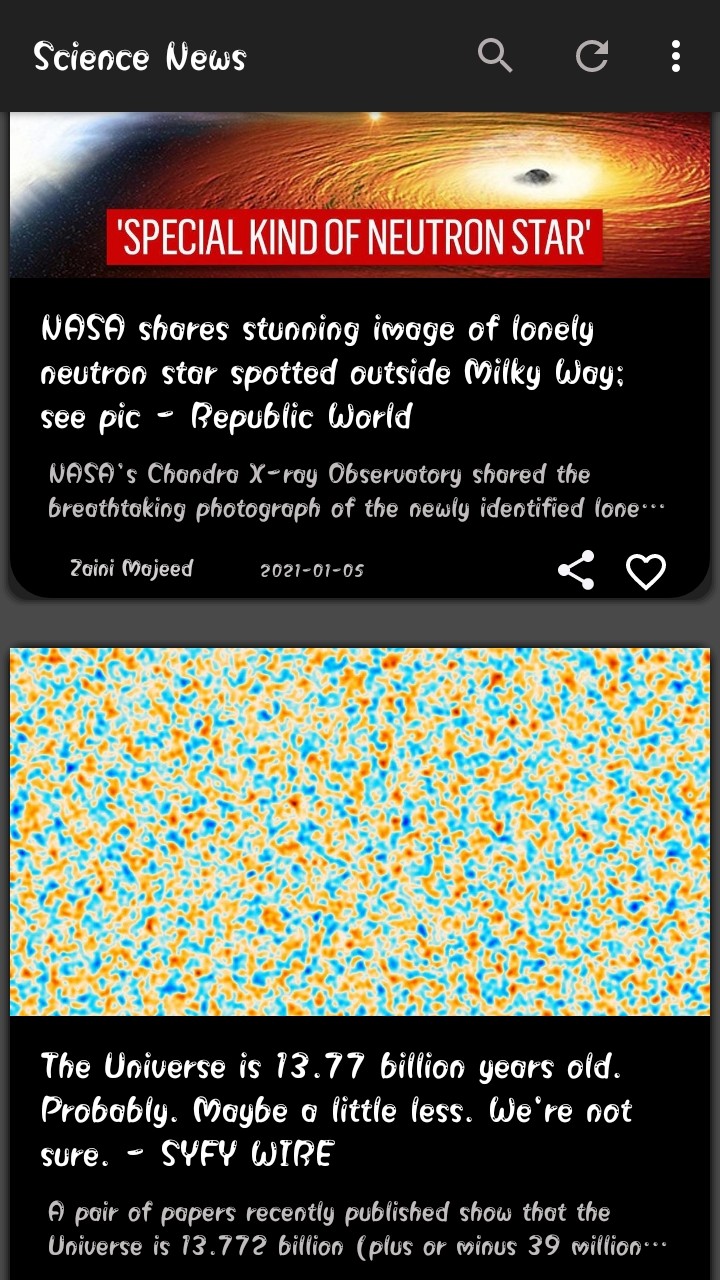 Science News
'SPECIAL KIND OF NEUTRON STAR'
NASA shares stunning image of lonely
neutron star spotted outside Milky Way;
see pic - Republic World
NASA's Chandra X-ray Observatory shared the
breathtaking photograph of the newly identified lone…
Zaini Majeed 2021-01-05
The Universe is 13.77 billion years old.
Probably. Maybe a little less. We're not
sure. - SYFY WIRE
A pair of papers recently published show that the
Universe is 13.772 billion (plus or minus 39 million…